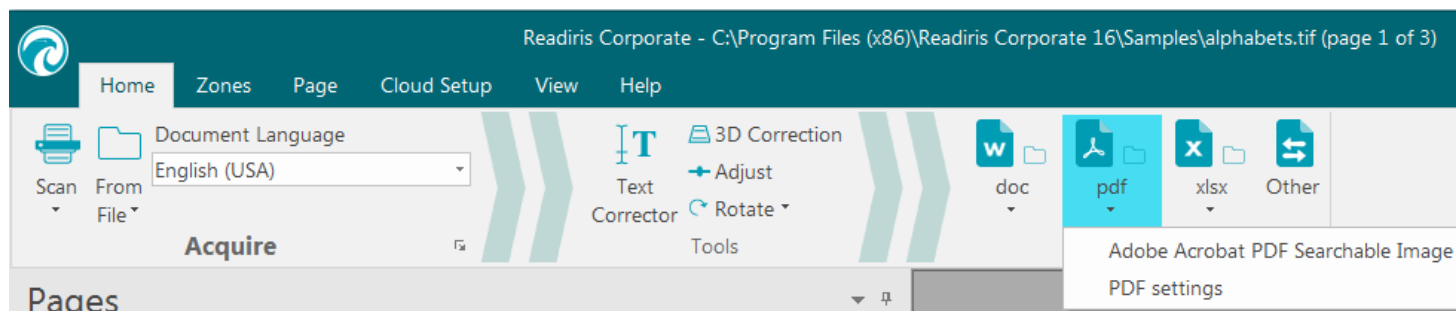 Readiris Corporate - C:\Program Files (x86)\Readiris Corporate 16\Samples\alphabets.tif (page 1 of 3)
Home Zones Page Cloud Setup View Help
Document Language
English (USA)
Scan
From
File
Acquire
Text
Corrector
3D Correction
Adjust
Rotate
Tools
doc
pdf
xlsx
Other
Adobe Acrobat PDF Searchable Image
PDF settings
Pages